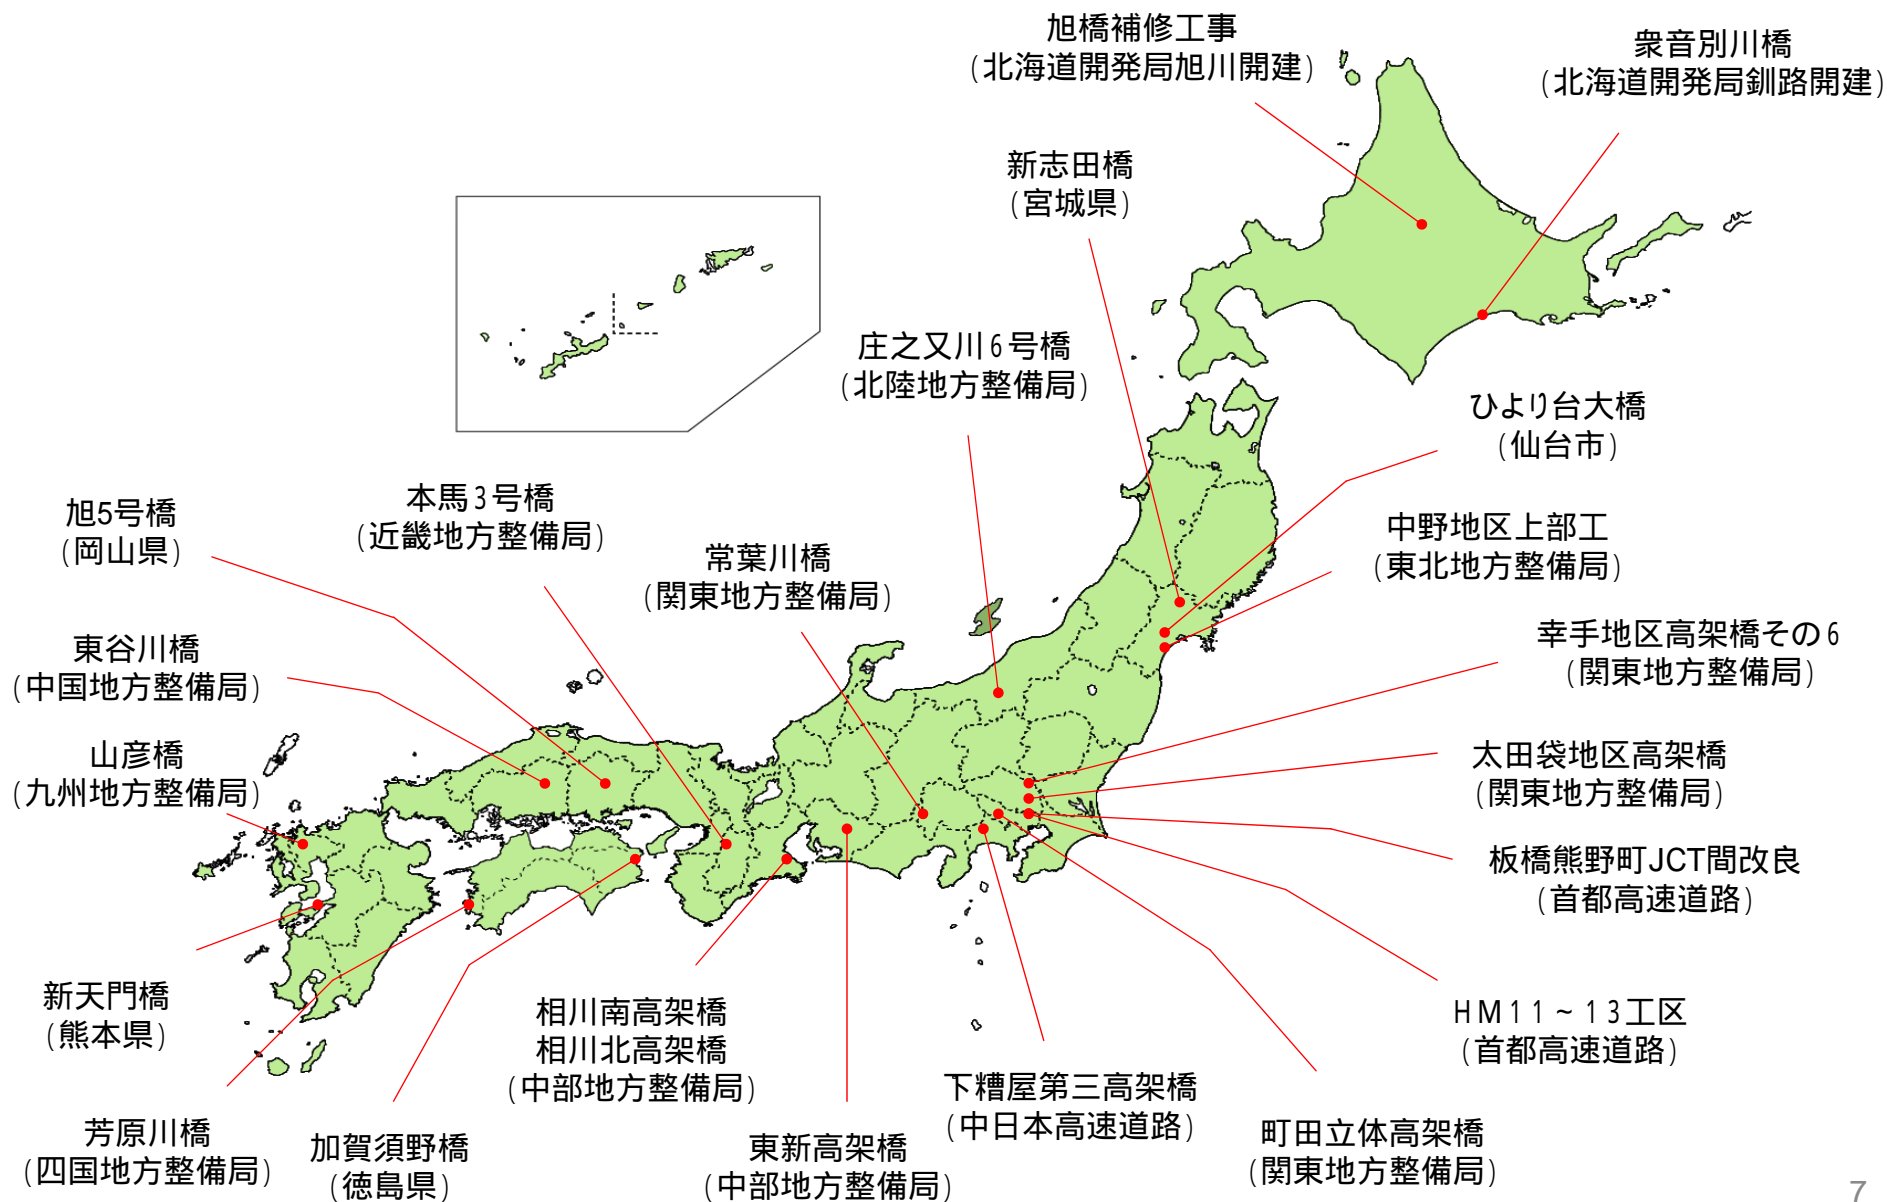 旭橋補修工事
(北海道開発局旭川開建)
衆音別川橋
(北海道開発局釧路開建)
新志田橋
(宮城県)
庄之又川6号橋
(北陸地方整備局)
ひより台大橋
(仙台市)
本馬3号橋
(近畿地方整備局)
旭5号橋
(岡山県)
常葉川橋
(関東地方整備局)
中野地区上部工
(東北地方整備局)
東谷川橋
(中国地方整備局)
幸手地区高架橋その6
(関東地方整備局)
山彦橋
(九州地方整備局)
太田袋地区高架橋
(関東地方整備局)
板橋熊野町JCT間改良
(首都高速道路)
新天門橋
(熊本県)
相川南高架橋
相川北高架橋
(中部地方整備局)
HM11~13工区
(首都高速道路)
下糟屋第三高架橋
(中日本高速道路)
芳原川橋
(四国地方整備局)
加賀須野橋
(徳島県)
東新高架橋
(中部地方整備局)
町田立体高架橋
(関東地方整備局)
7